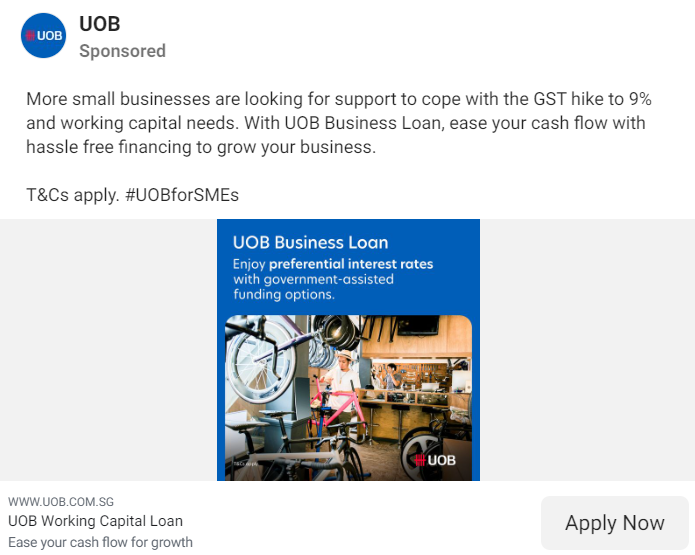 UOB
UOB
Sponsored
More small businesses are looking for support to cope with the GST hike to 9%
and working capital needs. With UOB Business Loan, ease your cash flow with
hassle free financing to grow your business.
T&Cs apply. #UOBforSMEs
UOB Business Loan
Enjoy preferential interest rates
with government-assisted
funding options.
UOB
WWW.UOB.COM.SG
UOB Working Capital Loan
Ease your cash flow for growth
Apply Now